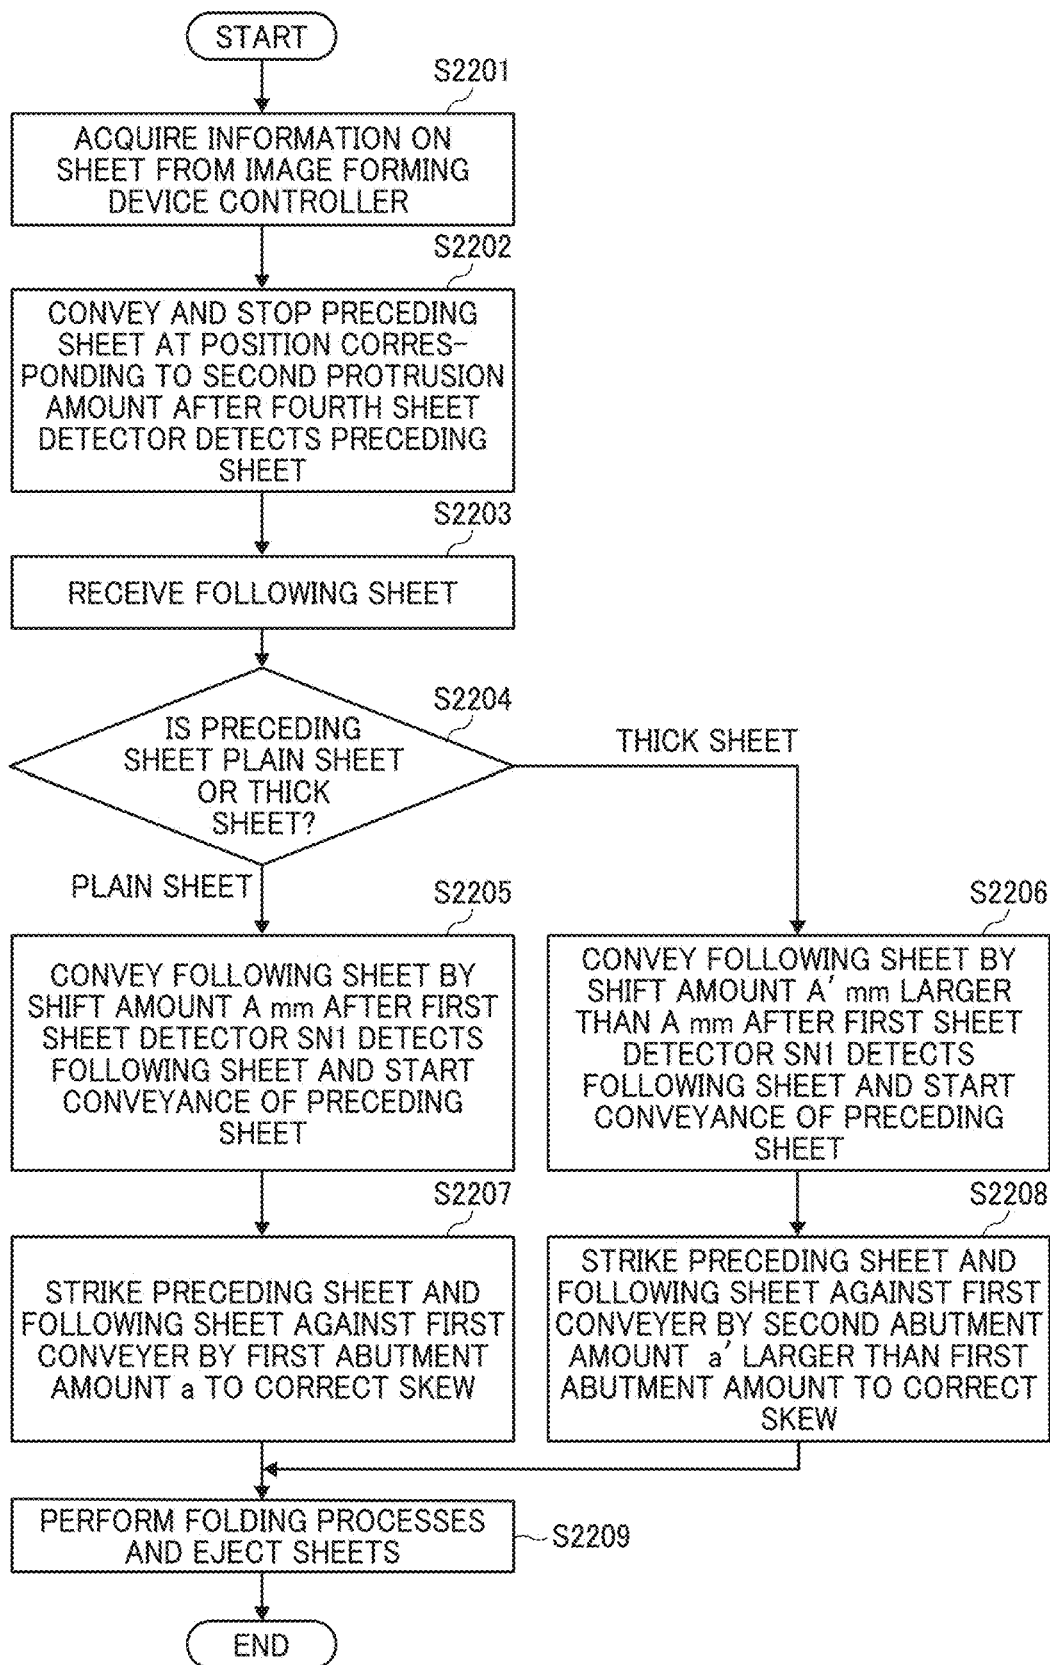 START
S2201
ACQUIRE INFORMATION ON
SHEET FROM IMAGE FORMING
DEVICE CONTROLLER
S2202
CONVEY AND STOP PRECEDING
SHEET AT POSITION CORRES-
PONDING TO SECOND PROTRUSION
AMOUNT AFTER FOURTH SHEET
DETECTOR DETECTS PRECEDING
SHEET
S2203
RECEIVE FOLLOWING SHEET
S2204
IS PRECEDING
SHEET PLAIN SHEET
OR THICK
SHEET?
THICK SHEET
PLAIN SHEET
S2205
CONVEY FOLLOWING SHEET BY
SHIFT AMOUNT A mm AFTER FIRST
SHEET DETECTOR SN1 DETECTS
FOLLOWING SHEET AND START
CONVEYANCE OF PRECEDING
SHEET
S2206
CONVEY FOLLOWING SHEET BY
SHIFT AMOUNT A' mm LARGER
THAN A mm AFTER FIRST SHEET
DETECTOR SN1 DETECTS
FOLLOWING SHEET AND START
CONVEYANCE OF PRECEDING
SHEET
S2207
STRIKE PRECEDING SHEET AND
FOLLOWING SHEET AGAINST FIRST
CONVEYER BY FIRST ABUTMENT
AMOUNT a TO CORRECT SKEW
S2208
STRIKE PRECEDING SHEET AND
FOLLOWING SHEET AGAINST FIRST
CONVEYER BY SECOND ABUTMENT
AMOUNT a' LARGER THAN FIRST
ABUTMENT AMOUNT TO CORRECT
SKEW
PERFORM FOLDING PROCESSES
AND EJECT SHEETS
S2209
END